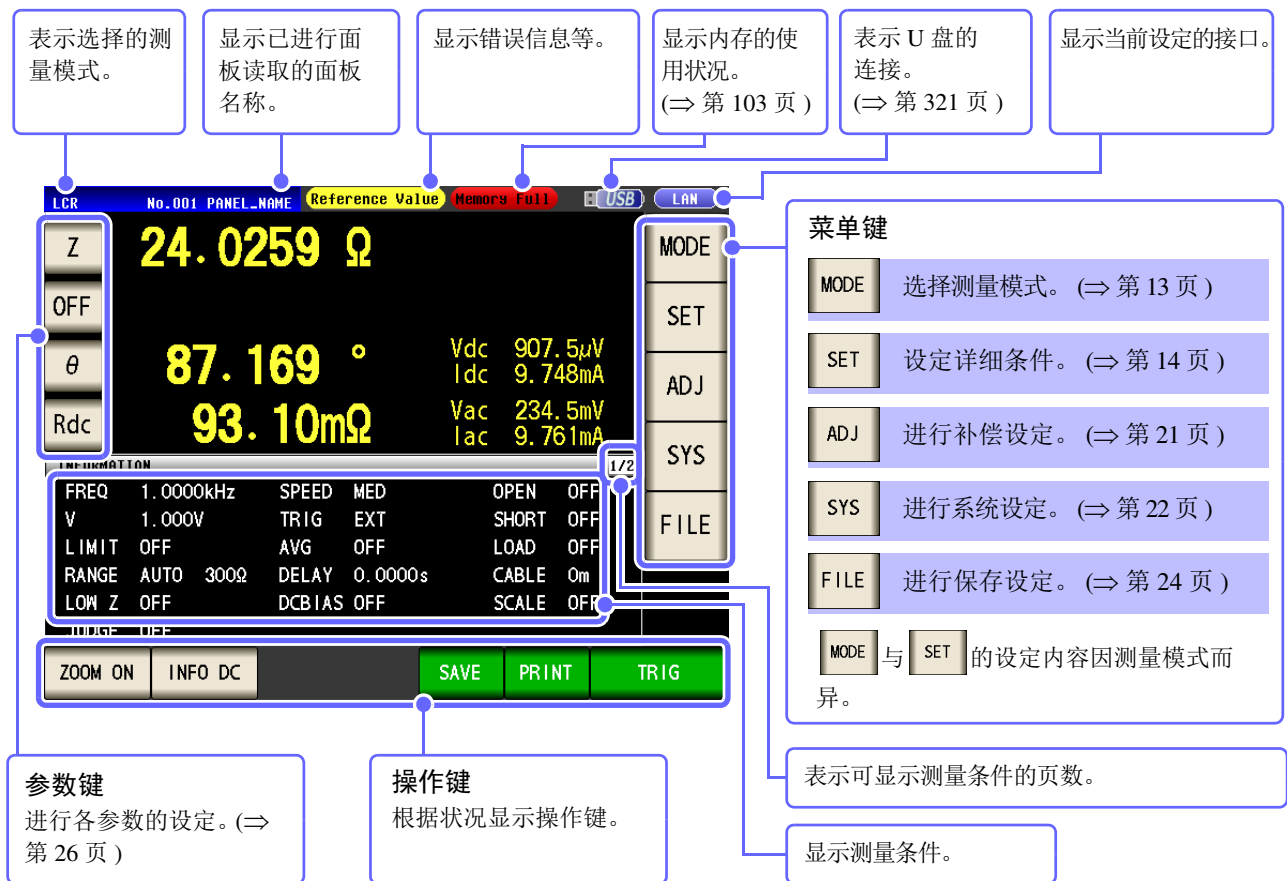 表示选择的测
量模式。
显示已进行面
板读取的面板
名称。
显示错误信息等。
显示内存的使
用状况。
(⇒ 第 103 页 )
表示 U 盘的
连接。
(⇒ 第 321 页 )
显示当前设定的接口。
LCR No.001 PANEL_NAME Reference Value Memory Full USB LAN
Z
OFF
θ
Rdc
24.0259 Ω
87.169 °
93.10mΩ
Vdc 907.5μV
Idc 9.748mA
Vac 234.5mV
Iac 9.761mA
MODE
SET
ADJ
SYS
FILE
INFORMATION 1/2
FREQ 1.0000kHz SPEED MED OPEN OFF
V 1.000V TRIG EXT SHORT OFF
LIMIT OFF AVG OFF LOAD OFF
RANGE AUTO 300Ω DELAY 0.0000s CABLE 0m
LOW Z OFF DCBIAS OFF SCALE OFF
JUDGE OFF
ZOOM ON INFO DC SAVE PRINT TRIG
菜单键
MODE 选择测量模式。 (⇒ 第 13 页 )
SET 设定详细条件。 (⇒ 第 14 页 )
ADJ 进行补偿设定。 (⇒ 第 21 页 )
SYS 进行系统设定。 (⇒ 第 22 页 )
FILE 进行保存设定。 (⇒ 第 24 页 )
MODE 与 SET 的设定内容因测量模式而
异。
参数键
进行各参数的设定。(⇒
第 26 页 )
操作键
根据状况显示操作键。
表示可显示测量条件的页数。
显示测量条件。